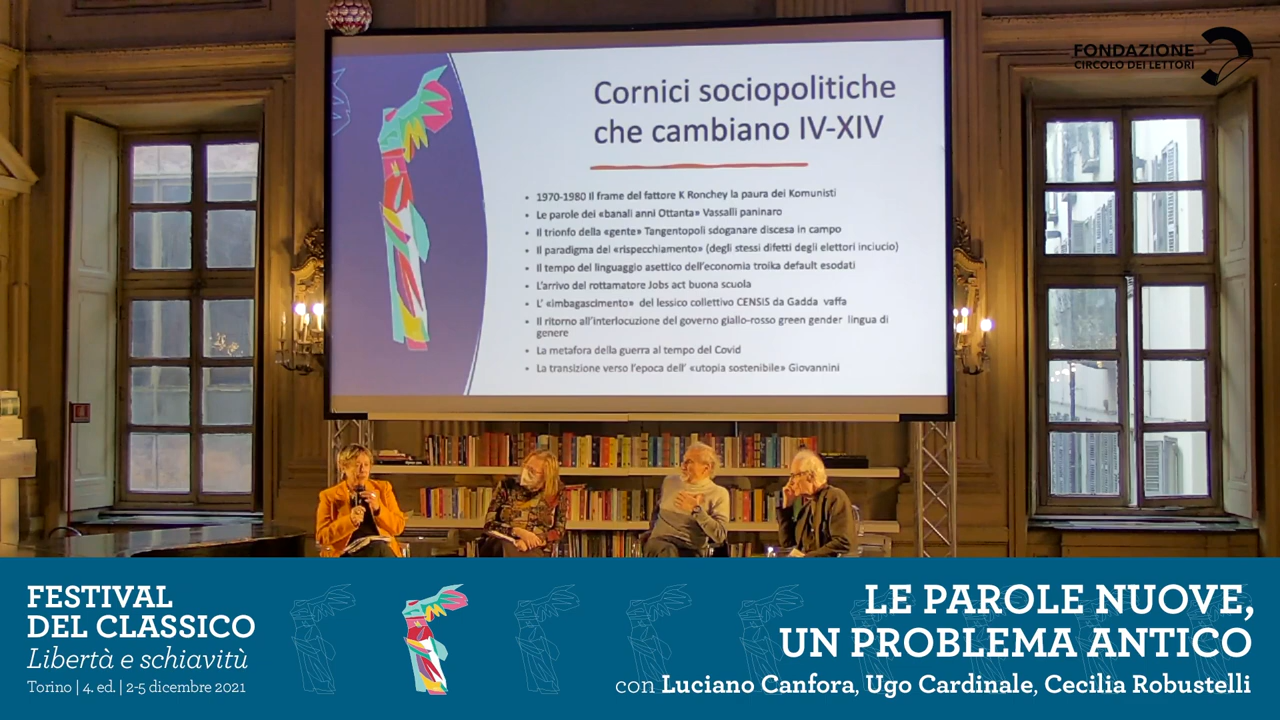 FONDAZIONE
CIRCOLO DEI LETTORI
Cornici sociopolitiche
che cambiano IV-XIV
• 1970-1980 Il frame del fattore K Ronchey la paura dei Komunisti
• Le parole dei «banali anni Ottanta» Vassalli paninaro
• Il trionfo della «gente» Tangentopoli sdoganare discesa in campo
• Il paradigma del «rispecchiamento» (degli stessi difetti degli elettori inciucio)
• Il tempo del linguaggio asettico dell'economia troika default esodati
• L'arrivo del rottamatore Jobs act buona scuola
• L' «imbagascimento» del lessico collettivo CENSIS da Gadda vaffa
• Il ritorno all'interlocuzione del governo giallo-rosso green gender lingua di
genere
• La metafora della guerra al tempo del Covid
• La transizione verso l'epoca dell' «utopia sostenibile» Giovannini
FESTIVAL
DEL CLASSICO
Libertà e schiavitù
Torino | 4. ed. | 2-5 dicembre 2021
LE PAROLE NUOVE,
UN PROBLEMA ANTICO
con Luciano Canfora, Ugo Cardinale, Cecilia Robustelli